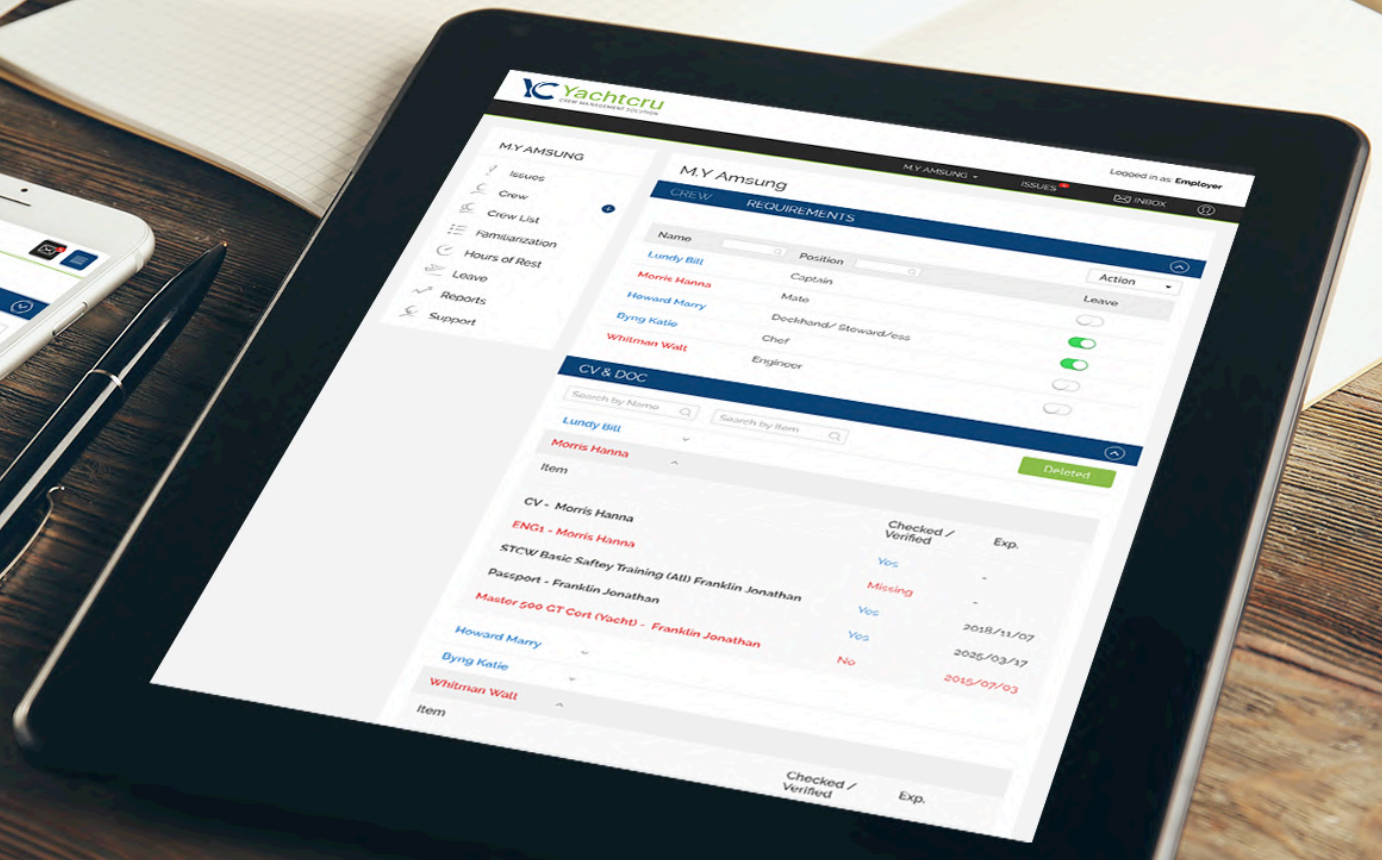 YC Yachtcru
CREW MANAGEMENT SOLUTION
Logged in as: Employer
M.Y AMSUNG
ISSUES
INBOX
M.Y AMSUNG
Issues
Crew
Crew List
Familiarization
Hours of Rest
Leave
Reports
Support
M.Y Amsung
CREW REQUIREMENTS
Action
Name Position Leave
Lundy Bill Captain
Morris Hanna Mate
Howard Marry Deckhand/ Steward/ess
Byng Katie Chef
Whitman Walt Engineer
CV & DOC
Search by Name Search by Item
Deleted
Lundy Bill
Morris Hanna
Item Checked / Verified Exp.
CV - Morris Hanna Yes -
ENG1 - Morris Hanna Missing -
STCW Basic Saftey Training (All) Franklin Jonathan Yes 2018/11/07
Passport - Franklin Jonathan Yes 2025/03/17
Master 500 GT Cert (Yacht) - Franklin Jonathan No 2015/07/03
Howard Marry
Byng Katie
Whitman Walt
Item Checked / Verified Exp.